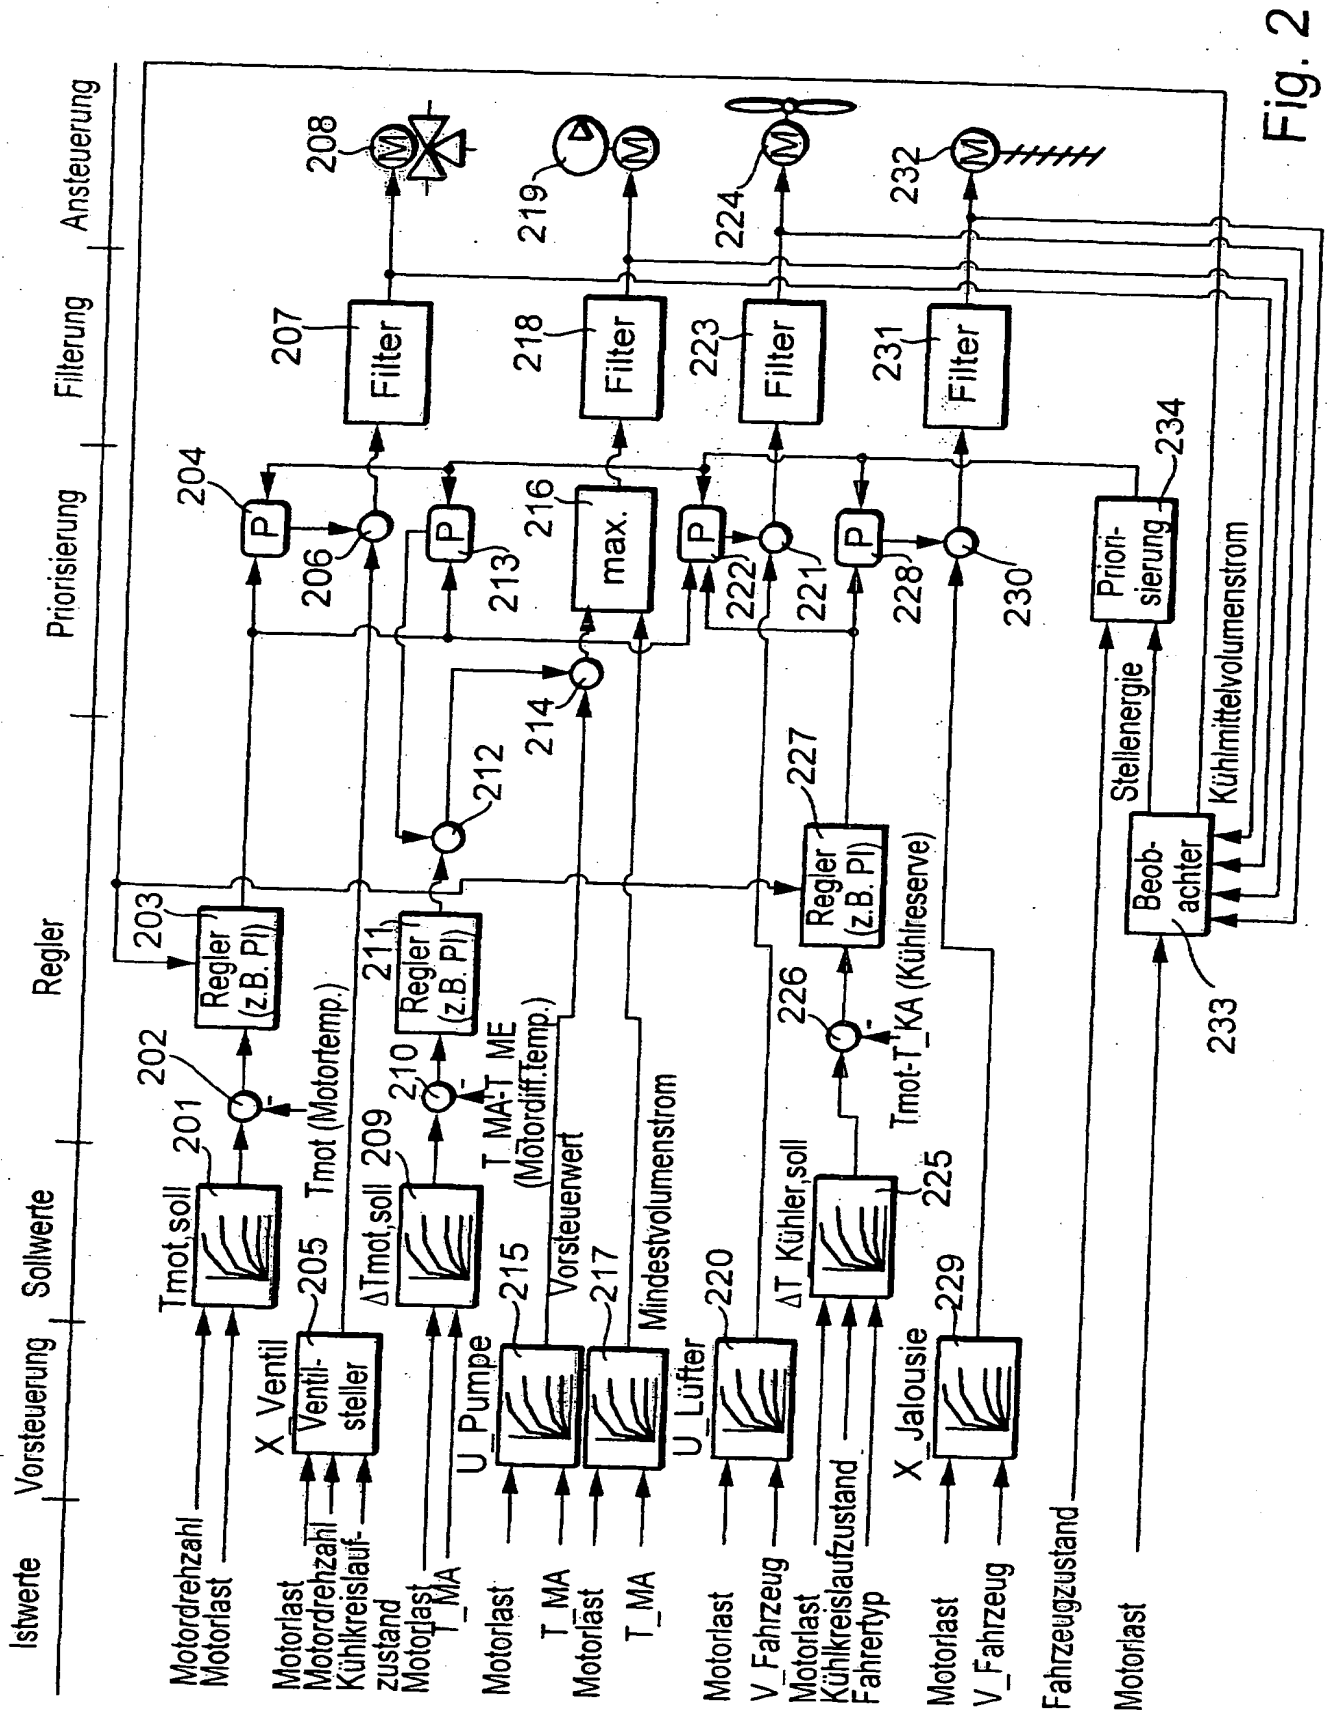 Istwerte
Vorsteuerung
Sollwerte
Regler
Priorisierung
Filterung
Ansteuerung
Motordrehzahl
Motorlast
Tmot,soll
201
202
Tmot (Motortemp.)
-
Regler
(z.B. PI)
203
P
204
Motorlast
Motordrehzahl
Kühlkreislauf-
zustand
X_Ventil
Ventil-
steller
205
206
Filter
207
M
208
Motorlast
T_MA
ΔTmot,soll
209
210
-
T_MA-T_ME
(Motordiff.temp.)
Regler
(z.B. PI)
211
212
P
213
Motorlast
T_MA
U_Pumpe
215
Vorsteuerwert
214
Motorlast
T_MA
217
Mindestvolumenstrom
max.
216
Filter
218
M
219
Motorlast
V_Fahrzeug
U_Lüfter
220
P
222
221
Filter
223
M
224
Motorlast
Kühlkreislaufzustand
Fahrertyp
ΔT_Kühler,soll
225
226
-
Tmot-T_KA (Kühlreserve)
Regler
(z.B. PI)
227
P
228
Motorlast
V_Fahrzeug
X_Jalousie
229
230
Filter
231
M
232
Fahrzeugzustand
Motorlast
Beob-
achter
233
Stellenergie
Kühlmittelvolumenstrom
Priori-
sierung
234
Fig. 2